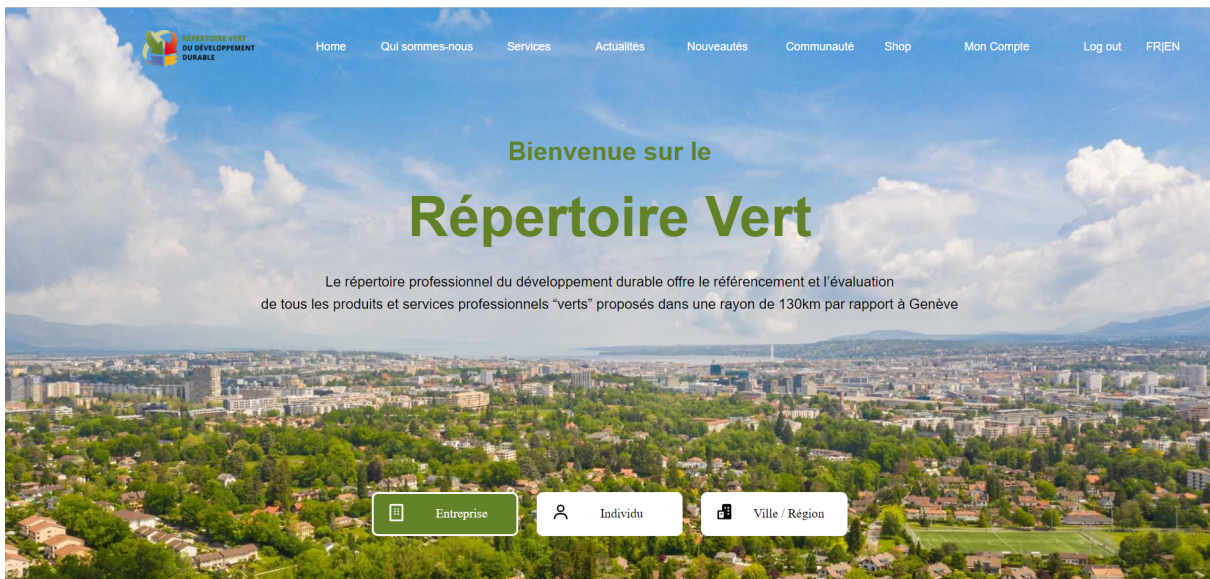 RÉPERTOIRE VERT
DU DÉVELOPPEMENT
DURABLE
Home Qui sommes-nous Services Actualités Nouveautés Communauté Shop Mon Compte Log out FR|EN
Bienvenue sur le
Répertoire Vert
Le répertoire professionnel du développement durable offre le référencement et l'évaluation
de tous les produits et services professionnels “verts” proposés dans une rayon de 130km par rapport à Genève
Entreprise Individu Ville / Région